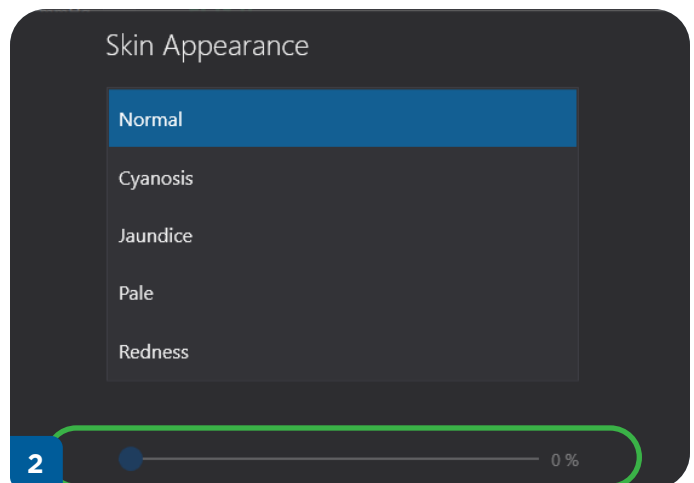 Skin Appearance
Normal
Cyanosis
Jaundice
Pale
Redness
0 %
2